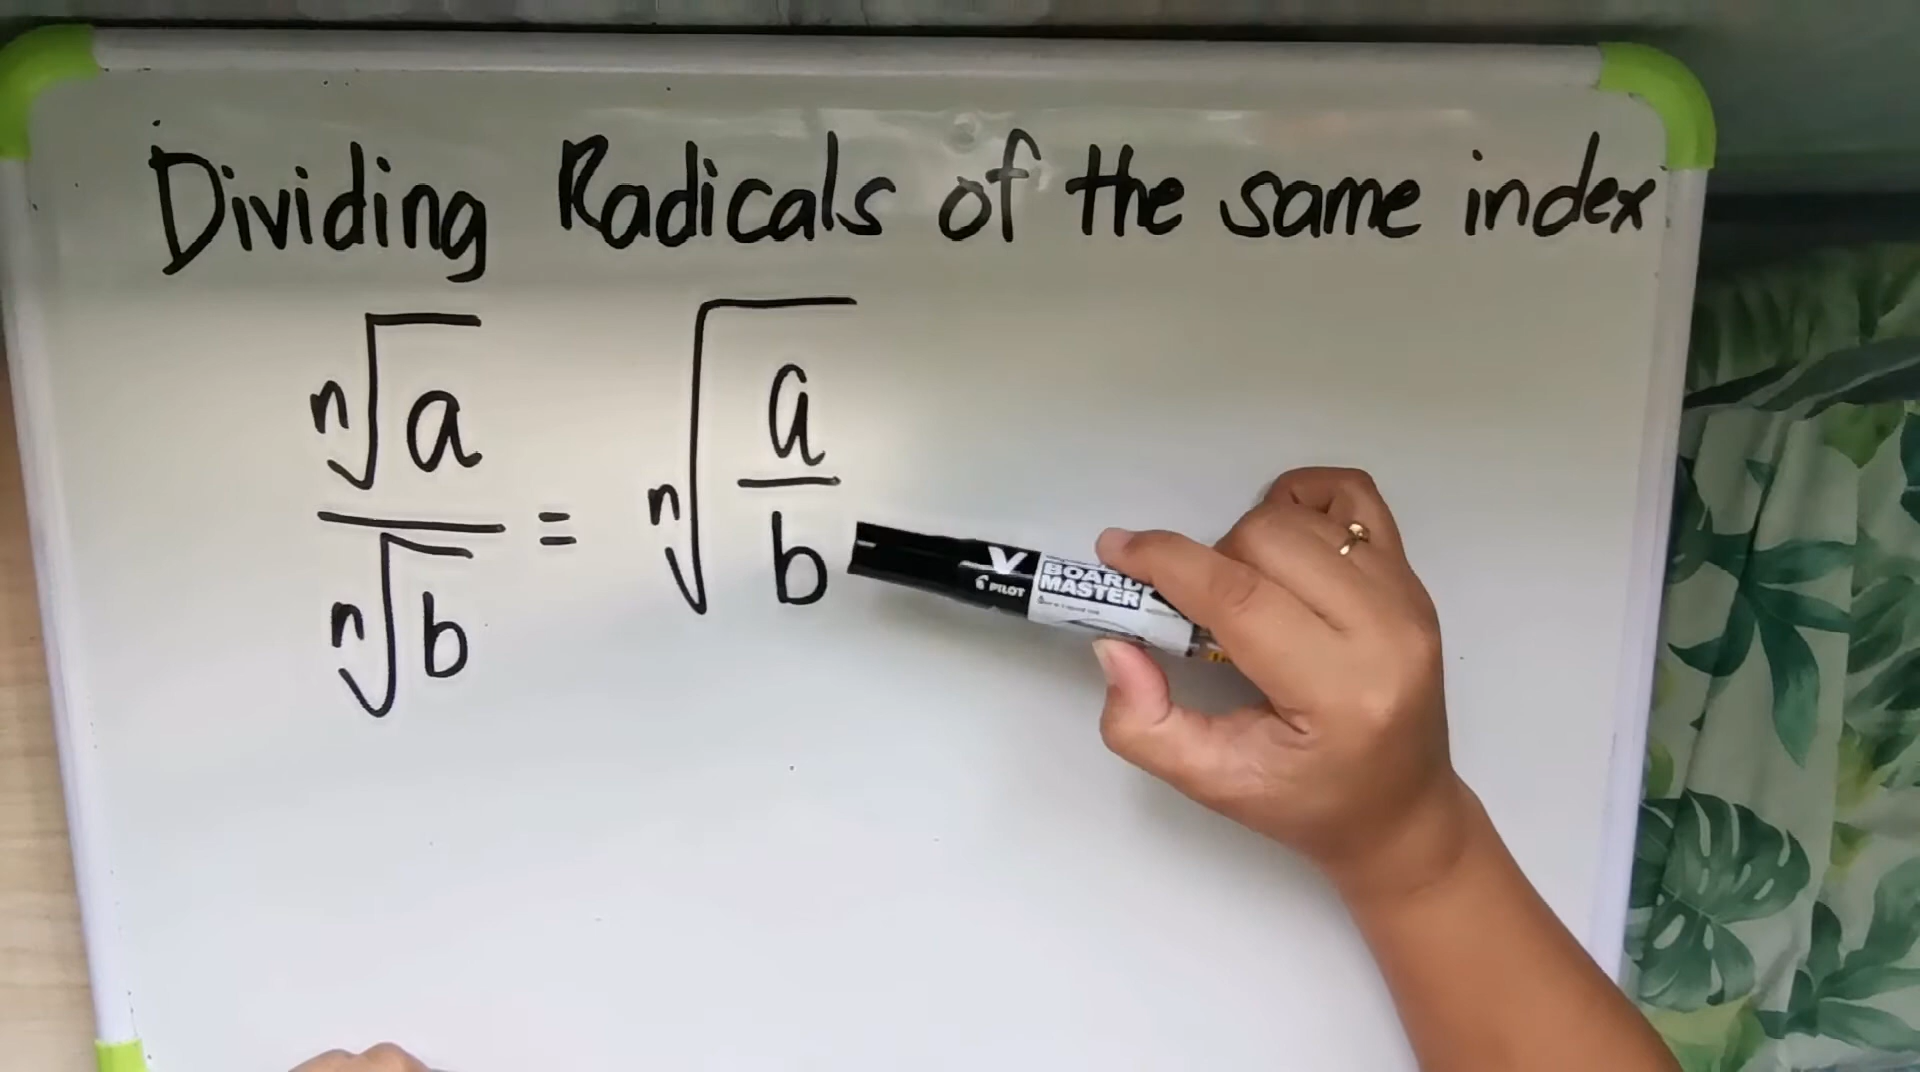 Dividing Radicals of the same index
ⁿ√a / ⁿ√b = ⁿ√(a/b)
V BOARD MASTER
PILOT